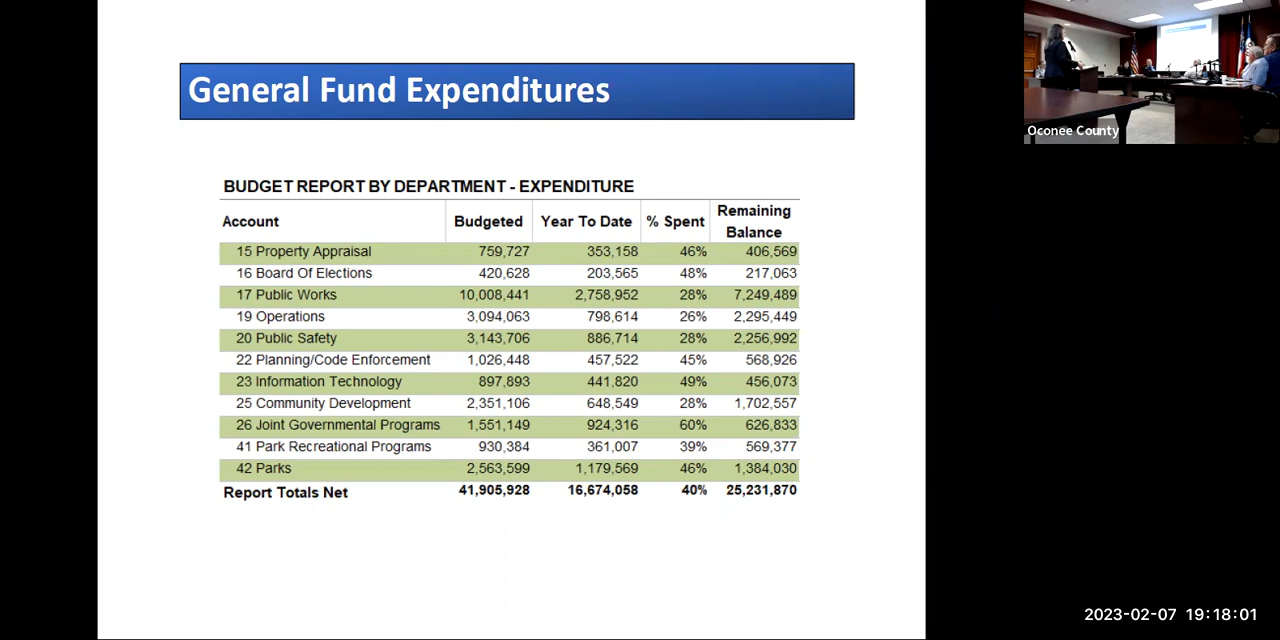 General Fund Expenditures
Oconee County
BUDGET REPORT BY DEPARTMENT - EXPENDITURE
Account Budgeted Year To Date % Spent Remaining Balance
15 Property Appraisal 759,727 353,158 46% 406,569
16 Board Of Elections 420,628 203,565 48% 217,063
17 Public Works 10,008,441 2,758,952 28% 7,249,489
19 Operations 3,094,063 798,614 26% 2,295,449
20 Public Safety 3,143,706 886,714 28% 2,256,992
22 Planning/Code Enforcement 1,026,448 457,522 45% 568,926
23 Information Technology 897,893 441,820 49% 456,073
25 Community Development 2,351,106 648,549 28% 1,702,557
26 Joint Governmental Programs 1,551,149 924,316 60% 626,833
41 Park Recreational Programs 930,384 361,007 39% 569,377
42 Parks 2,563,599 1,179,569 46% 1,384,030
Report Totals Net 41,905,928 16,674,058 40% 25,231,870
2023-02-07 19:18:01